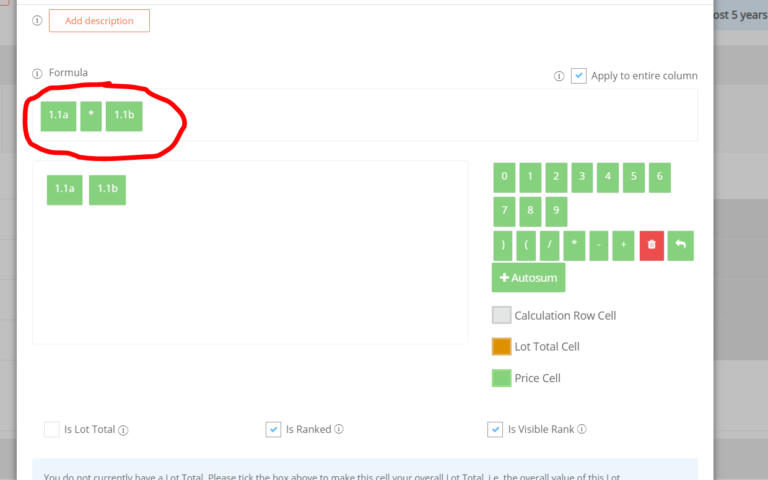 ost 5 years
Add description
Formula
Apply to entire column
1.1a * 1.1b
1.1a 1.1b
0 1 2 3 4 5 6
7 8 9
) ( / * - +
+ Autosum
Calculation Row Cell
Lot Total Cell
Price Cell
Is Lot Total
Is Ranked
Is Visible Rank
You do not currently have a Lot Total. Please tick the box above to make this cell your overall Lot Total, i.e. the overall value of this Lot